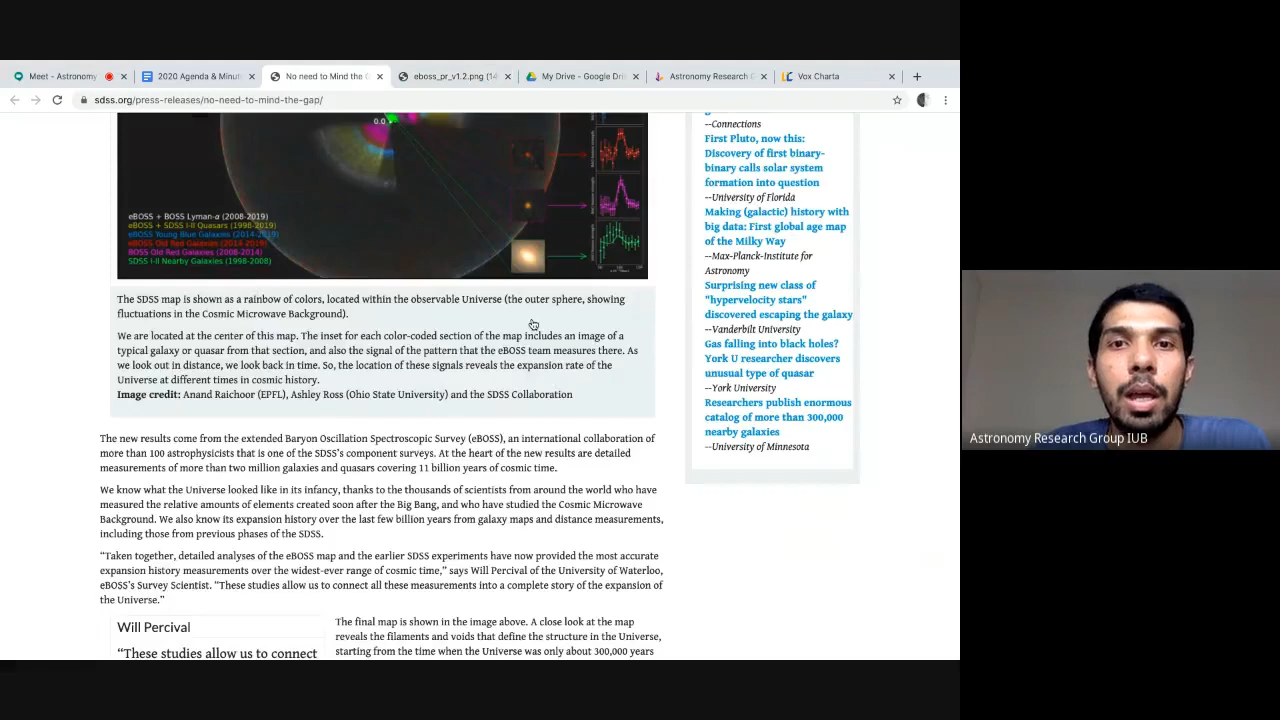 Meet - Astronomy
2020 Agenda & Minut
No need to Mind the G
eboss_pr_v1.2.png (14
My Drive - Google Dri
Astronomy Research G
Vox Charta
sdss.org/press-releases/no-need-to-mind-the-gap/
0.0
eBOSS + BOSS Lyman-α (2008-2019)
eBOSS + SDSS I-II Quasars (1998-2019)
eBOSS Young Blue Galaxies (2014-2019)
eBOSS Old Red Galaxies (2014-2019)
BOSS Old Red Galaxies (2008-2014)
SDSS I-II Nearby Galaxies (1998-2008)
The SDSS map is shown as a rainbow of colors, located within the observable Universe (the outer sphere, showing
fluctuations in the Cosmic Microwave Background).
We are located at the center of this map. The inset for each color-coded section of the map includes an image of a
typical galaxy or quasar from that section, and also the signal of the pattern that the eBOSS team measures there. As
we look out in distance, we look back in time. So, the location of these signals reveals the expansion rate of the
Universe at different times in cosmic history.
Image credit: Anand Raichoor (EPFL), Ashley Ross (Ohio State University) and the SDSS Collaboration
The new results come from the extended Baryon Oscillation Spectroscopic Survey (eBOSS), an international collaboration of
more than 100 astrophysicists that is one of the SDSS's component surveys. At the heart of the new results are detailed
measurements of more than two million galaxies and quasars covering 11 billion years of cosmic time.
We know what the Universe looked like in its infancy, thanks to the thousands of scientists from around the world who have
measured the relative amounts of elements created soon after the Big Bang, and who have studied the Cosmic Microwave
Background. We also know its expansion history over the last few billion years from galaxy maps and distance measurements,
including those from previous phases of the SDSS.
“Taken together, detailed analyses of the eBOSS map and the earlier SDSS experiments have now provided the most accurate
expansion history measurements over the widest-ever range of cosmic time,” says Will Percival of the University of Waterloo,
eBOSS's Survey Scientist. “These studies allow us to connect all these measurements into a complete story of the expansion of
the Universe.”
Will Percival
“These studies allow us to connect
The final map is shown in the image above. A close look at the map
reveals the filaments and voids that define the structure in the Universe,
starting from the time when the Universe was only about 300,000 years
--Connections
First Pluto, now this:
Discovery of first binary-
binary calls solar system
formation into question
--University of Florida
Making (galactic) history with
big data: First global age map
of the Milky Way
--Max-Planck-Institute for
Astronomy
Surprising new class of
"hypervelocity stars"
discovered escaping the galaxy
--Vanderbilt University
Gas falling into black holes?
York U researcher discovers
unusual type of quasar
--York University
Researchers publish enormous
catalog of more than 300,000
nearby galaxies
--University of Minnesota
Astronomy Research Group IUB